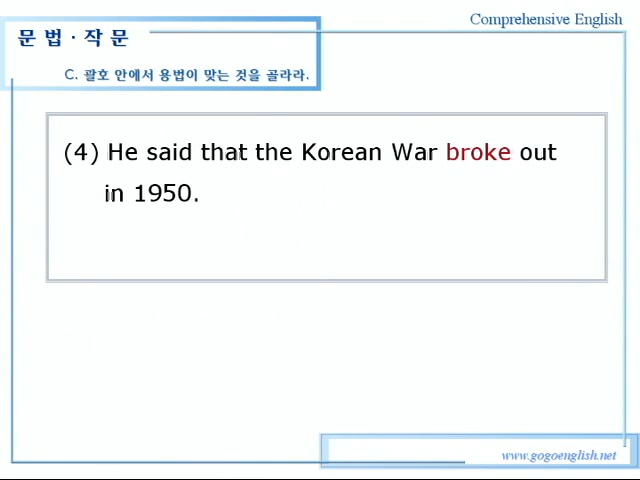 Comprehensive English
문 법 · 작 문
C. 괄호 안에서 용법이 맞는 것을 골라라.
(4) He said that the Korean War broke out
in 1950.
www.gogoenglish.net